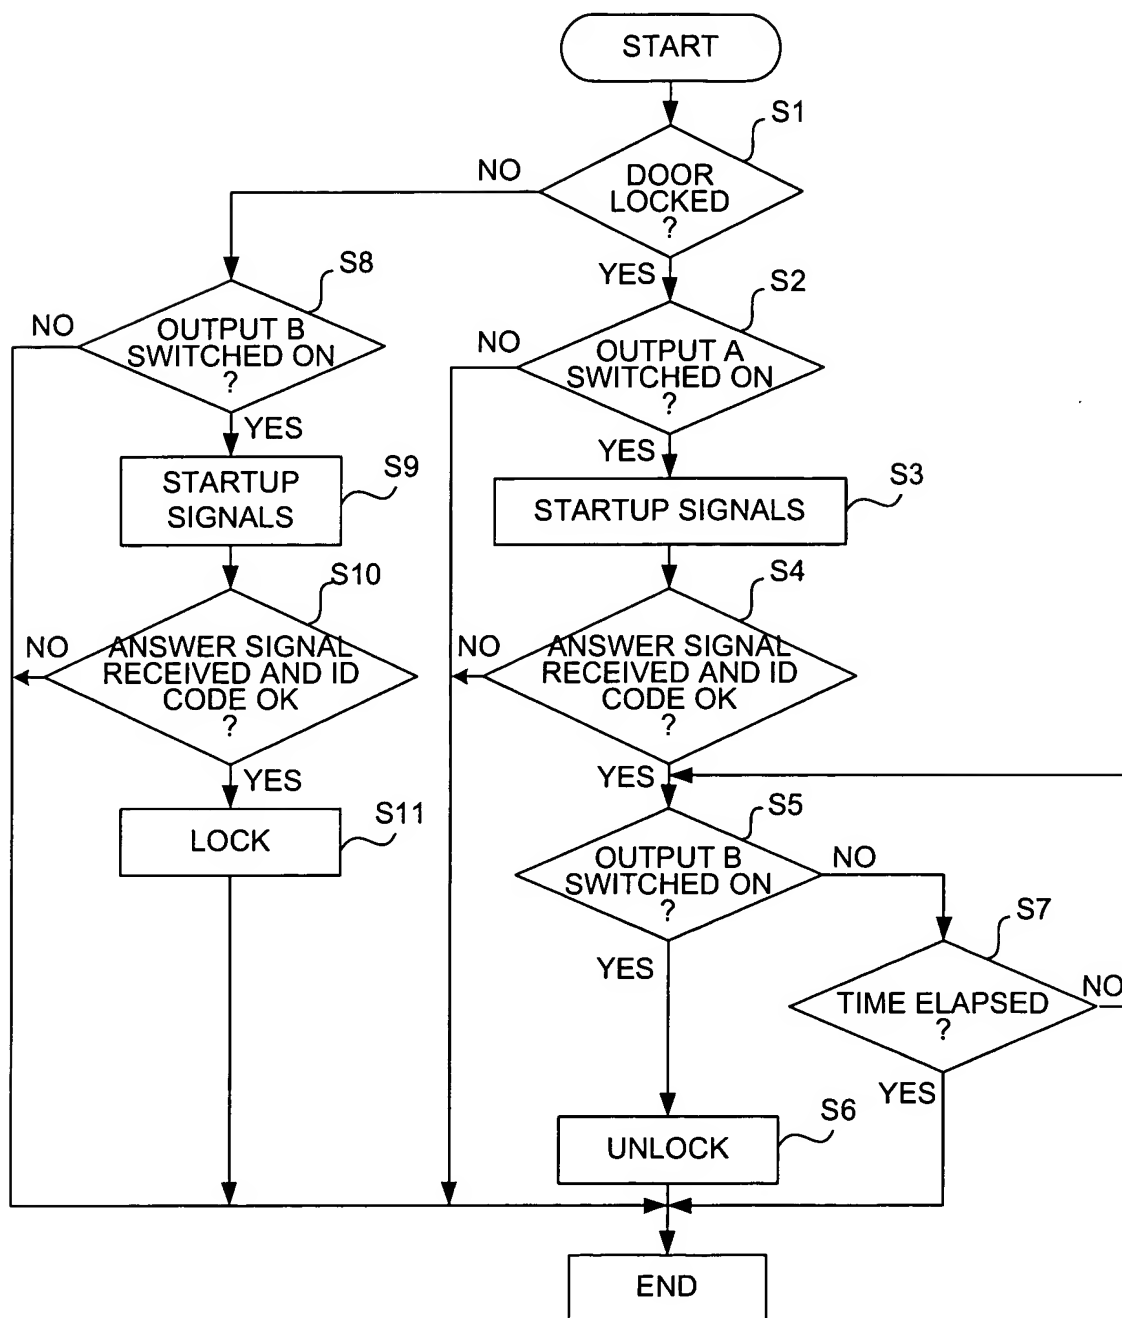 START
S1
NO
DOOR
LOCKED
?
YES
S8
S2
NO
OUTPUT B
SWITCHED ON
?
NO
OUTPUT A
SWITCHED ON
?
YES
YES
STARTUP
SIGNALS
S9
STARTUP SIGNALS
S3
S10
S4
NO
ANSWER SIGNAL
RECEIVED AND ID
CODE OK
?
NO
ANSWER SIGNAL
RECEIVED AND ID
CODE OK
?
YES
YES
LOCK
S11
S5
OUTPUT B
SWITCHED ON
?
NO
S7
YES
TIME ELAPSED
?
NO
YES
UNLOCK
S6
END